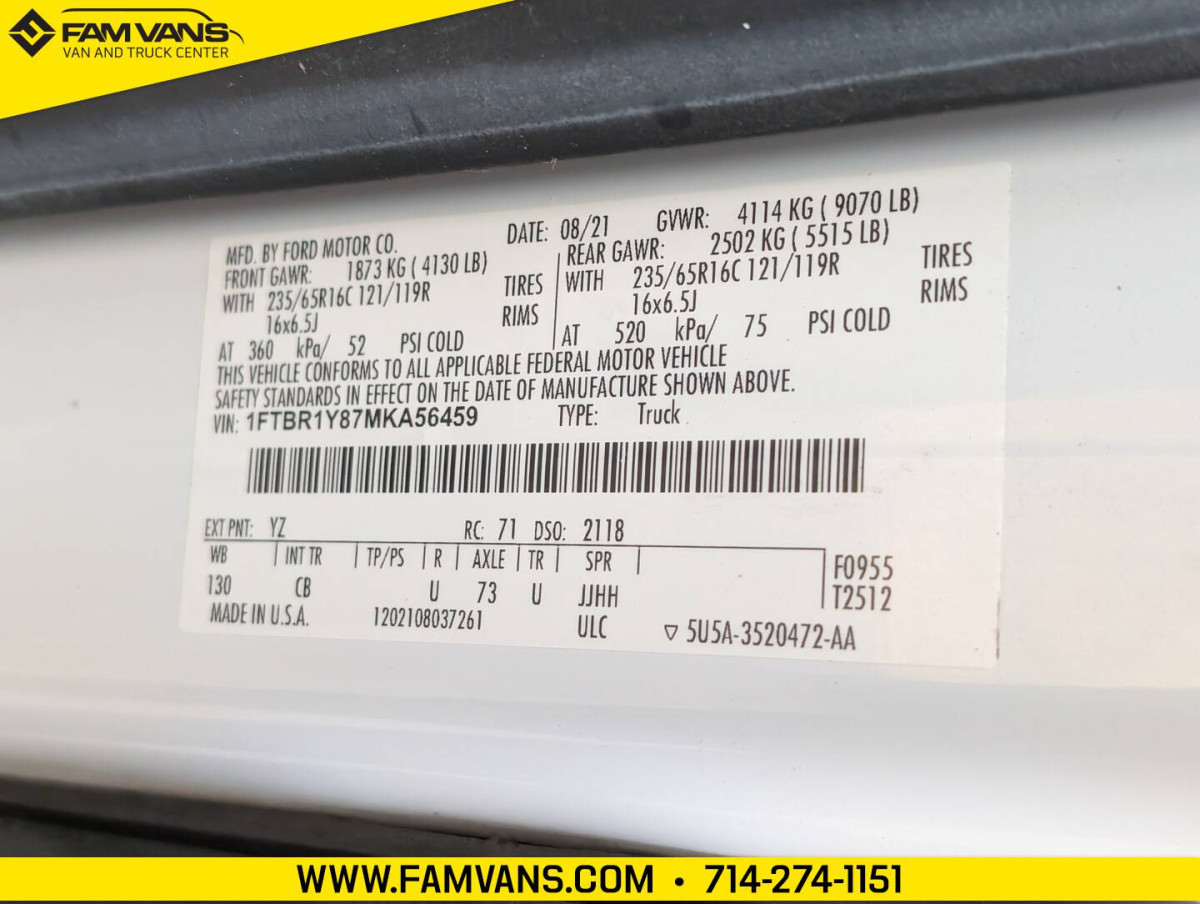 FAM VANS
VAN AND TRUCK CENTER
MFD. BY FORD MOTOR CO. DATE: 08/21 GVWR: 4114 KG ( 9070 LB)
FRONT GAWR: 1873 KG ( 4130 LB) REAR GAWR: 2502 KG ( 5515 LB)
WITH 235/65R16C 121/119R TIRES WITH 235/65R16C 121/119R TIRES
16x6.5J RIMS 16x6.5J RIMS
AT 360 kPa/ 52 PSI COLD AT 520 kPa/ 75 PSI COLD
THIS VEHICLE CONFORMS TO ALL APPLICABLE FEDERAL MOTOR VEHICLE
SAFETY STANDARDS IN EFFECT ON THE DATE OF MANUFACTURE SHOWN ABOVE.
VIN: 1FTBR1Y87MKA56459 TYPE: Truck
EXT PNT: YZ RC: 71 DSO: 2118
WB INT TR TP/PS R AXLE TR SPR F0955
130 CB U 73 U JJHH T2512
MADE IN U.S.A. 1202108037261 ULC ▽ 5U5A-3520472-AA
WWW.FAMVANS.COM • 714-274-1151